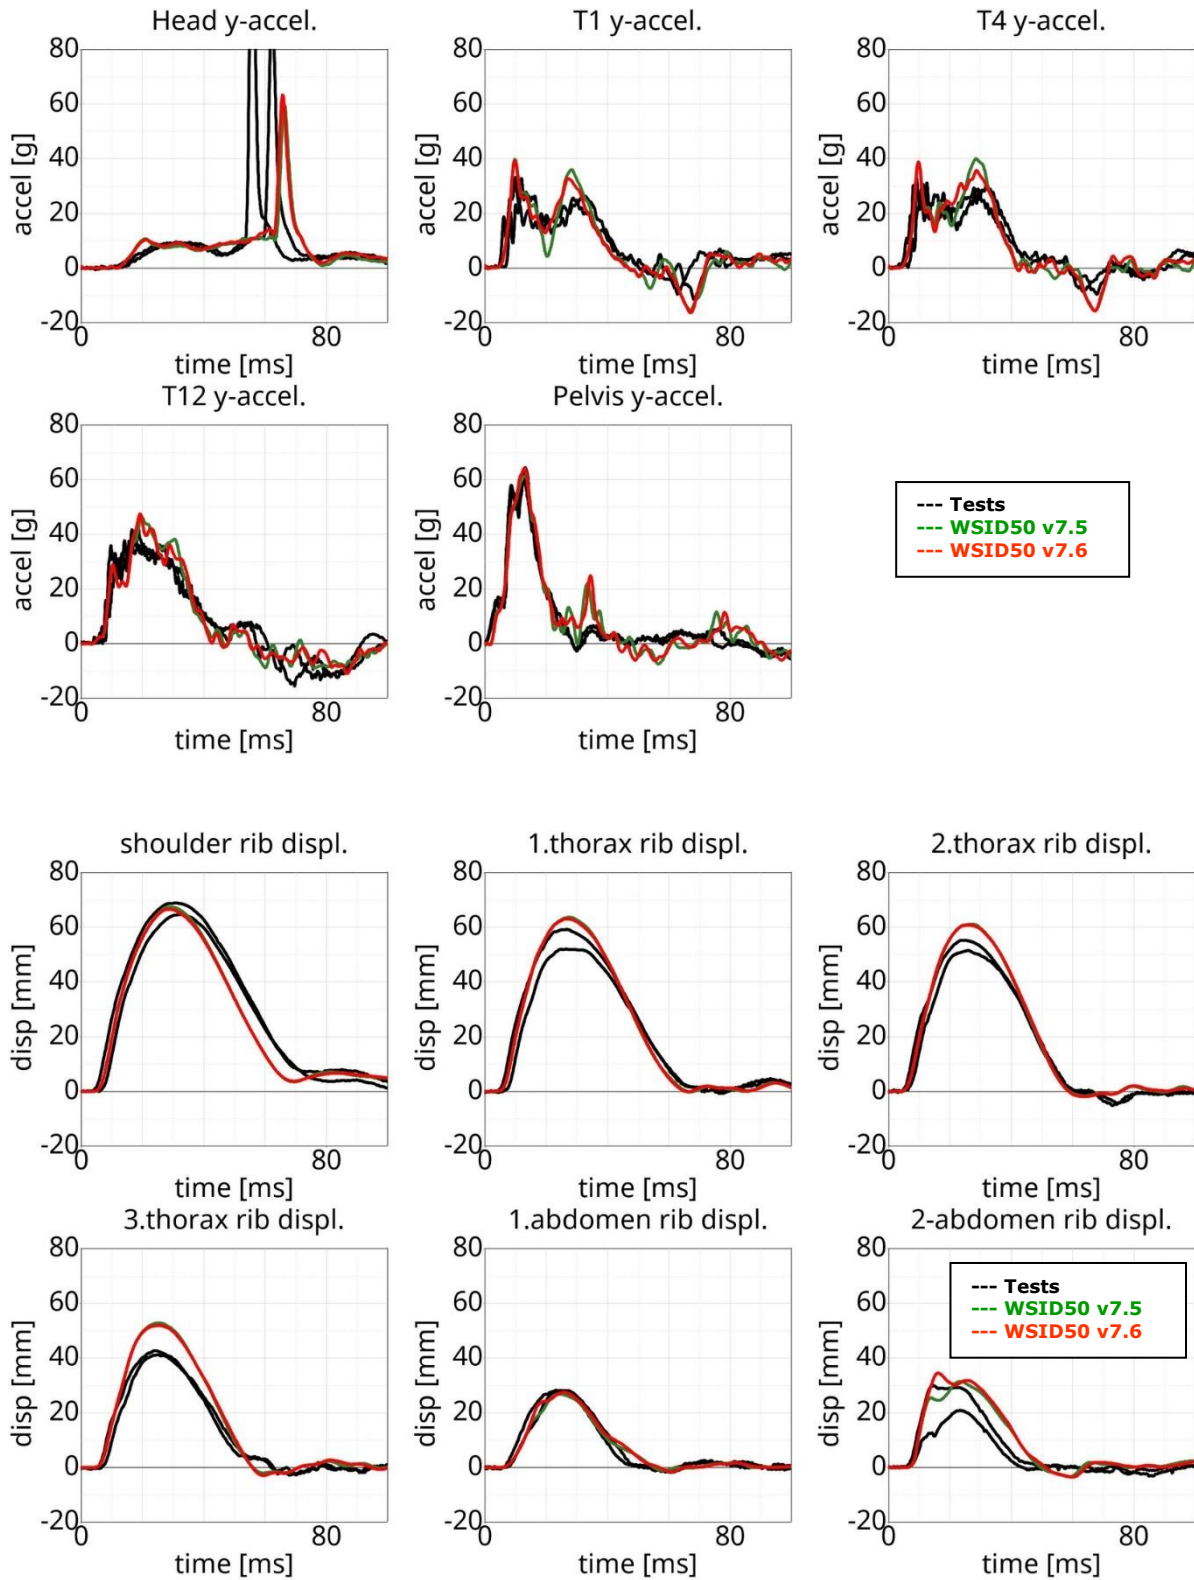 Head y-accel.
T1 y-accel.
T4 y-accel.
80
60
40
20
0
-20
accel [g]
0
80
time [ms]
80
60
40
20
0
-20
accel [g]
0
80
time [ms]
80
60
40
20
0
-20
accel [g]
0
80
time [ms]
T12 y-accel.
Pelvis y-accel.
80
60
40
20
0
-20
accel [g]
0
80
time [ms]
80
60
40
20
0
-20
accel [g]
0
80
time [ms]
--- Tests
--- WSID50 v7.5
--- WSID50 v7.6
shoulder rib displ.
1.thorax rib displ.
2.thorax rib displ.
80
60
40
20
0
-20
disp [mm]
0
80
time [ms]
80
60
40
20
0
-20
disp [mm]
0
80
time [ms]
80
60
40
20
0
-20
disp [mm]
0
80
time [ms]
3.thorax rib displ.
1.abdomen rib displ.
2-abdomen rib displ.
80
60
40
20
0
-20
disp [mm]
0
80
time [ms]
80
60
40
20
0
-20
disp [mm]
0
80
time [ms]
80
60
40
20
0
-20
disp [mm]
0
80
time [ms]
--- Tests
--- WSID50 v7.5
--- WSID50 v7.6